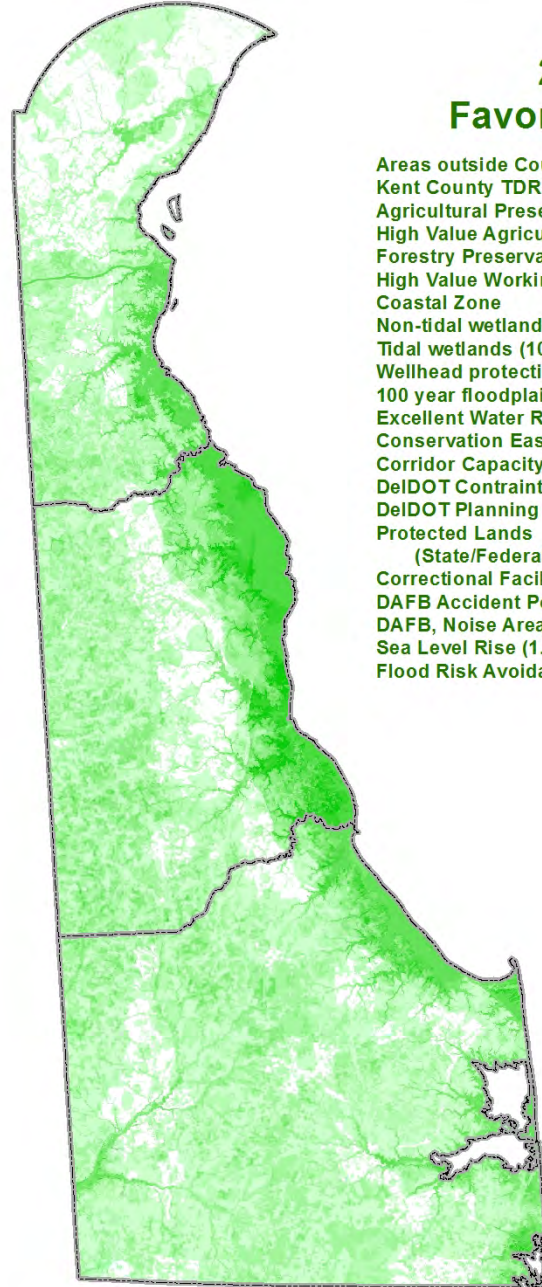 2
Favor
Areas outside Cou
Kent County TDR
Agricultural Prese
High Value Agricu
Forestry Preserva
High Value Workin
Coastal Zone
Non-tidal wetland
Tidal wetlands (10
Wellhead protecti
100 year floodplai
Excellent Water R
Conservation Eas
Corridor Capacity
DelDOT Contraint
DelDOT Planning
Protected Lands
(State/Federa
Correctional Facil
DAFB Accident Po
DAFB, Noise Area
Sea Level Rise (1.
Flood Risk Avoida